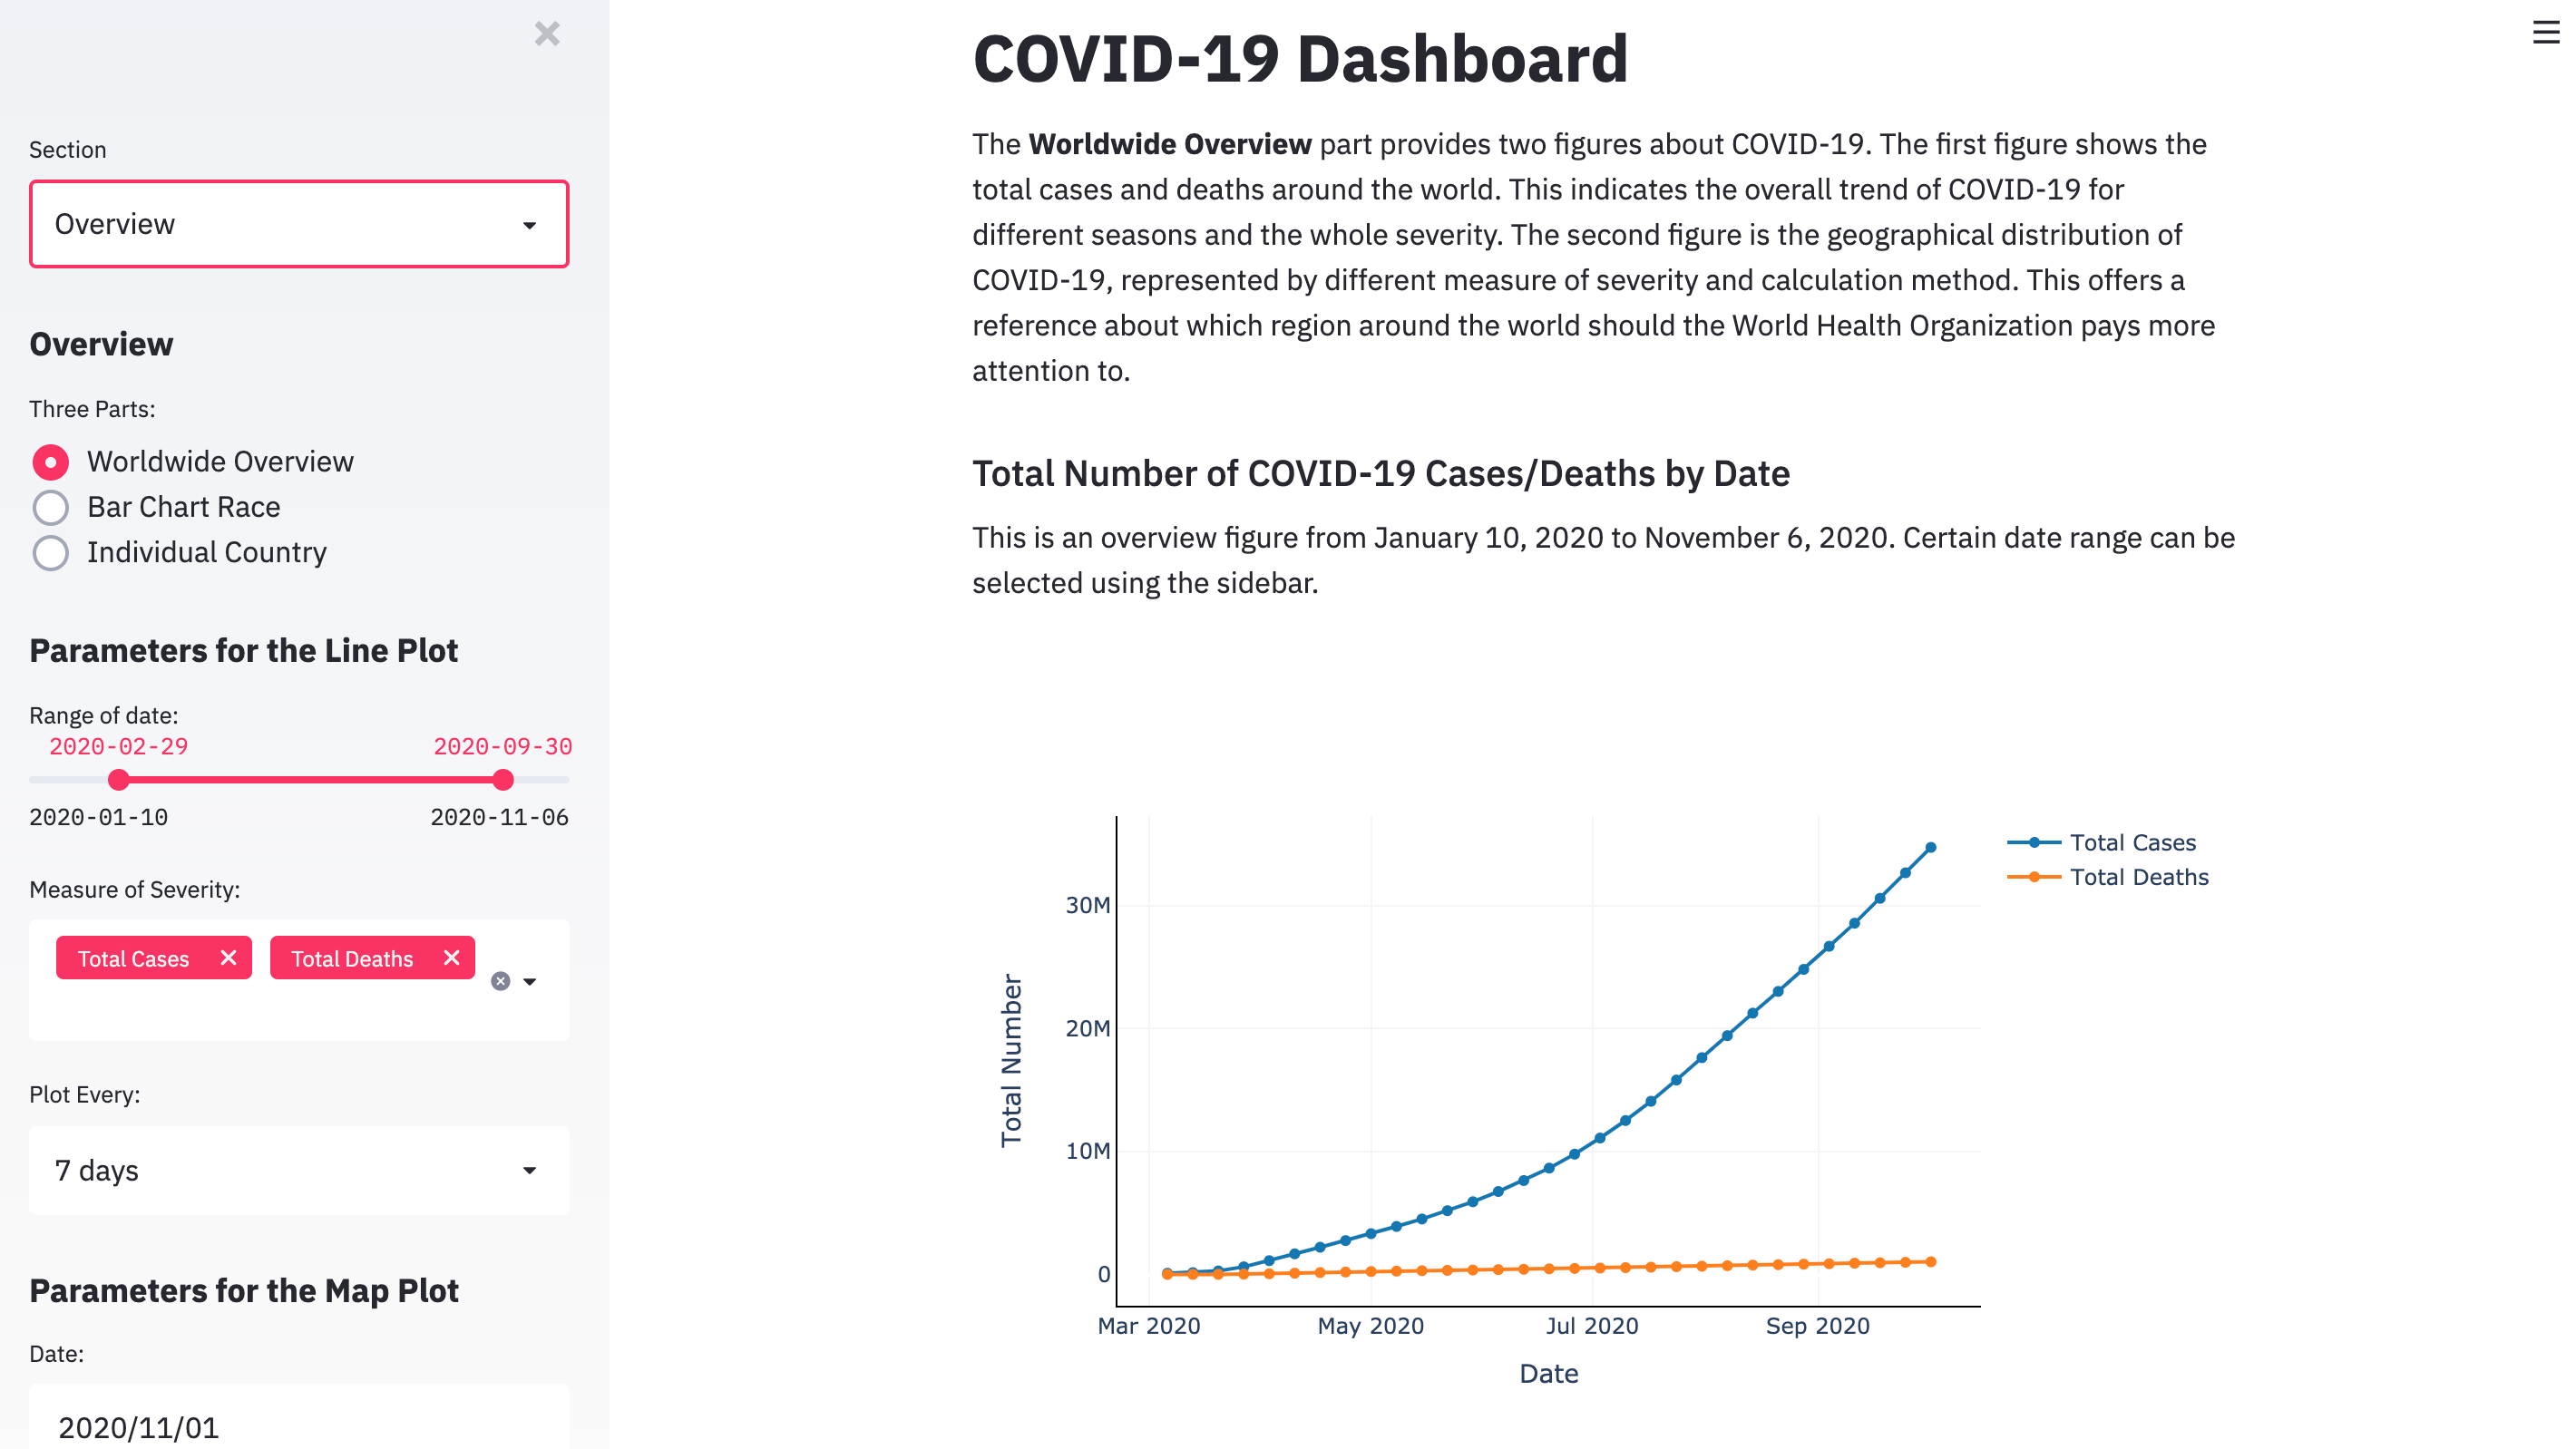 Section
Overview
Overview
Three Parts:
Worldwide Overview
Bar Chart Race
Individual Country
Parameters for the Line Plot
Range of date:
2020-02-29 2020-09-30
2020-01-10 2020-11-06
Measure of Severity:
Total Cases Total Deaths
Plot Every:
7 days
Parameters for the Map Plot
Date:
2020/11/01
COVID-19 Dashboard
The Worldwide Overview part provides two figures about COVID-19. The first figure shows the
total cases and deaths around the world. This indicates the overall trend of COVID-19 for
different seasons and the whole severity. The second figure is the geographical distribution of
COVID-19, represented by different measure of severity and calculation method. This offers a
reference about which region around the world should the World Health Organization pays more
attention to.
Total Number of COVID-19 Cases/Deaths by Date
This is an overview figure from January 10, 2020 to November 6, 2020. Certain date range can be
selected using the sidebar.
Total Cases
Total Deaths
30M
20M
10M
0
Total Number
Mar 2020 May 2020 Jul 2020 Sep 2020
Date